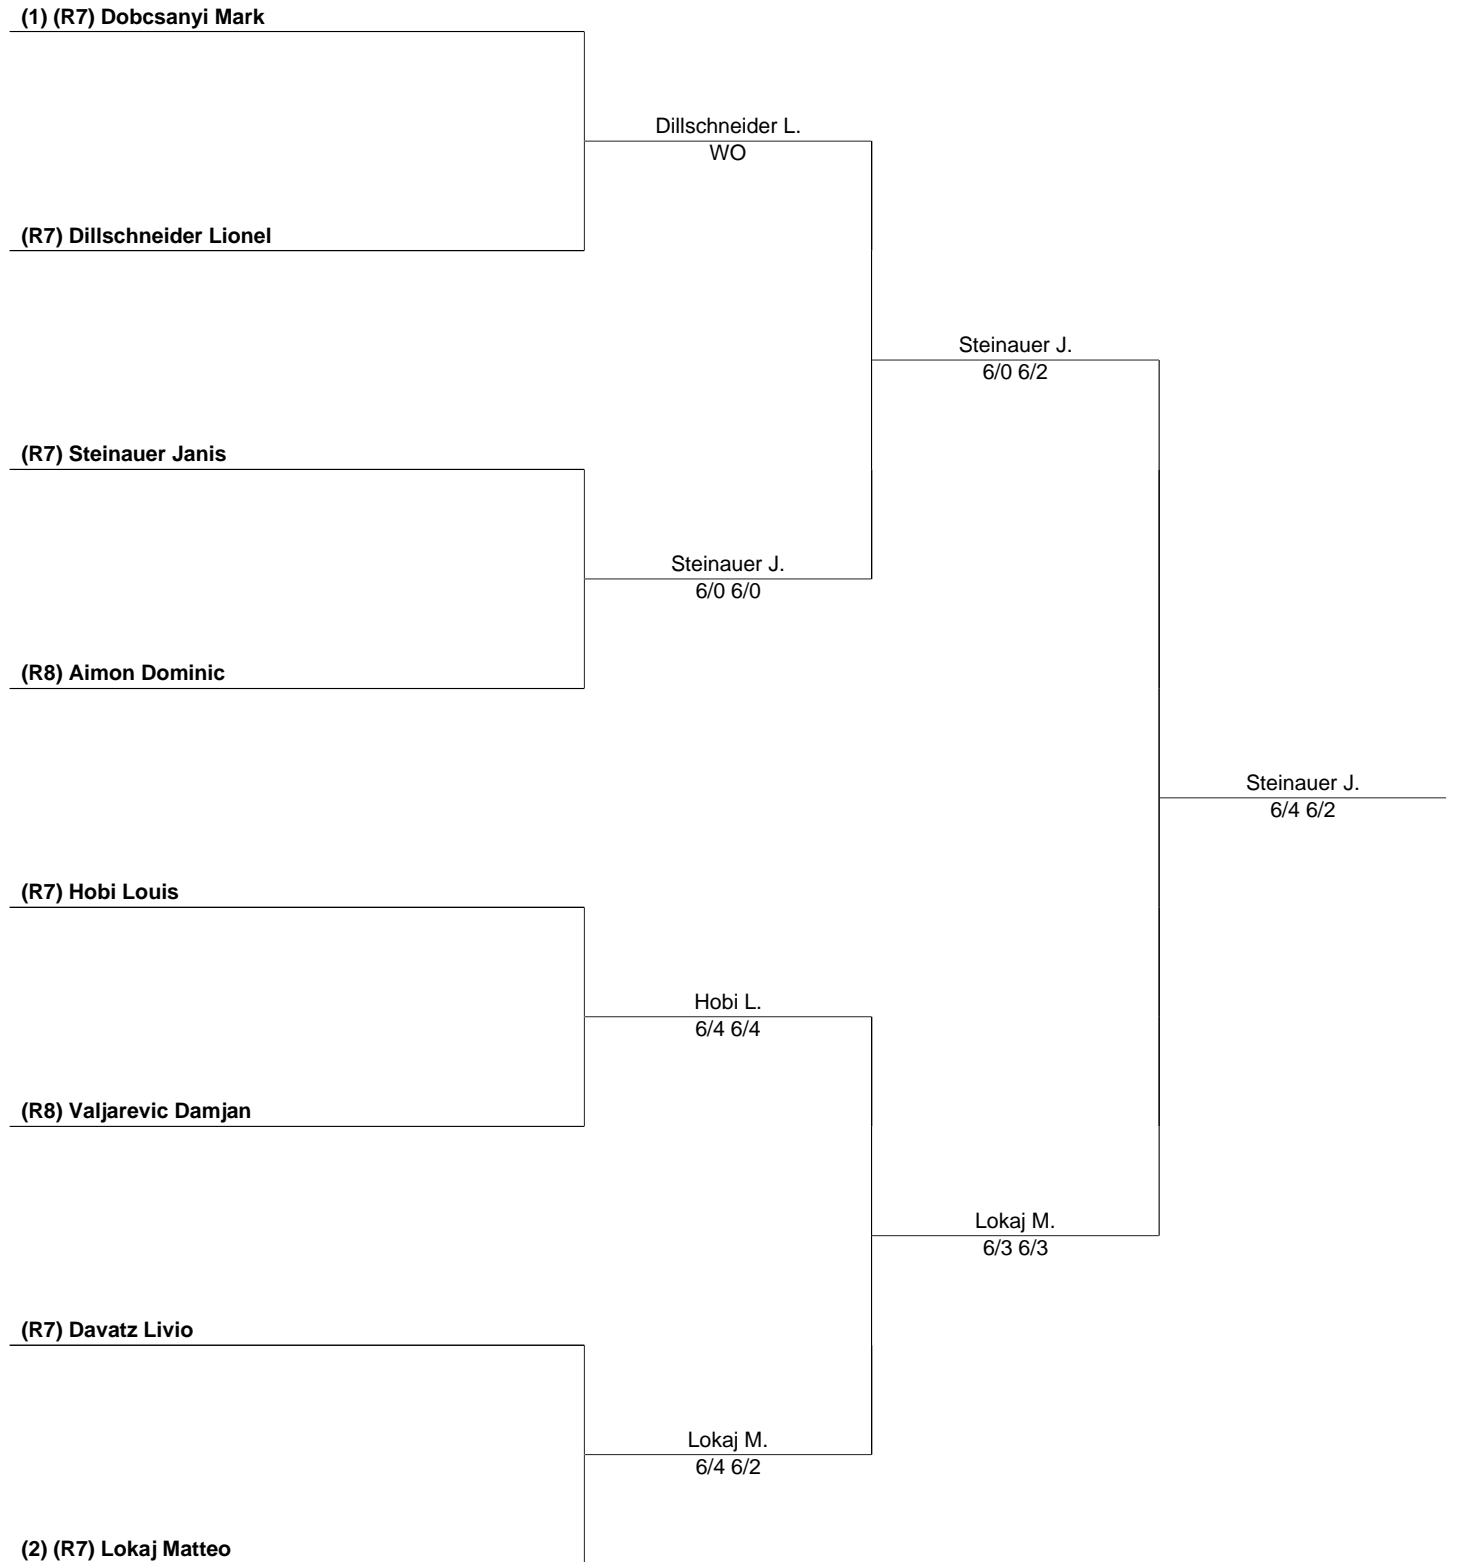 (1) (R7) Dobcsanyi Mark
Dillschneider L.
WO
(R7) Dillschneider Lionel
Steinauer J.
6/0 6/2
(R7) Steinauer Janis
Steinauer J.
6/0 6/0
(R8) Aimon Dominic
Steinauer J.
6/4 6/2
(R7) Hobi Louis
Hobi L.
6/4 6/4
(R8) Valjarevic Damjan
Lokaj M.
6/3 6/3
(R7) Davatz Livio
Lokaj M.
6/4 6/2
(2) (R7) Lokaj Matteo